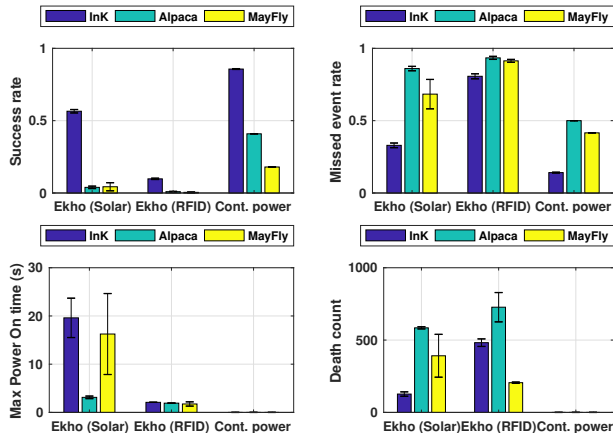 InK Alpaca MayFly
1
0.5
0
Success rate
Ekho (Solar) Ekho (RFID) Cont. power
InK Alpaca MayFly
1
0.5
0
Missed event rate
Ekho (Solar) Ekho (RFID) Cont. power
InK Alpaca MayFly
30
20
10
0
Max Power On time (s)
Ekho (Solar) Ekho (RFID) Cont. power
InK Alpaca MayFly
1000
500
0
Death count
Ekho (Solar) Ekho (RFID) Cont. power